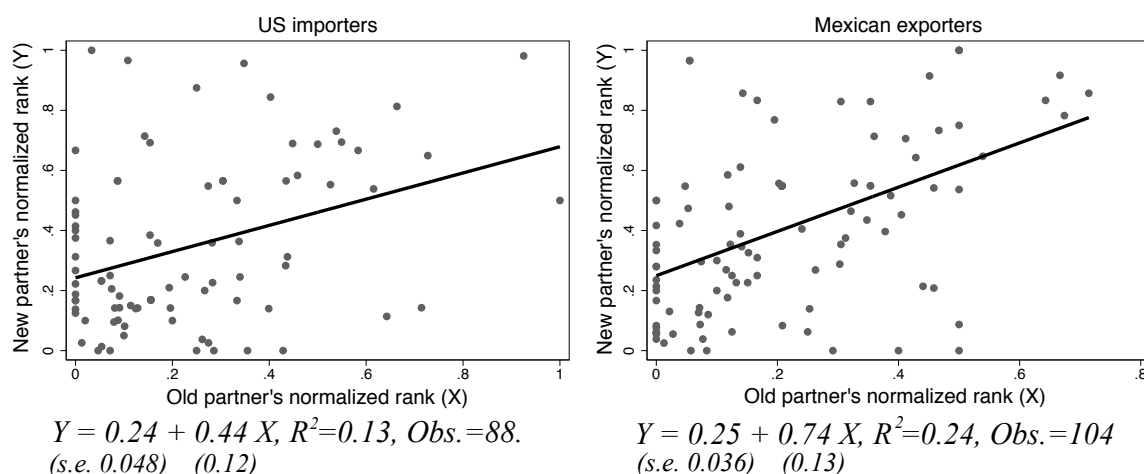 US importers
New partner's normalized rank (Y)
1
.8
.6
.4
.2
0
0 .2 .4 .6 .8 1
Old partner's normalized rank (X)
Y = 0.24 + 0.44 X, R²=0.13, Obs.=88.
(s.e. 0.048) (0.12)
Mexican exporters
New partner's normalized rank (Y)
1
.8
.6
.4
.2
0
0 .2 .4 .6 .8
Old partner's normalized rank (X)
Y = 0.25 + 0.74 X, R²=0.24, Obs.=104
(s.e. 0.036) (0.13)